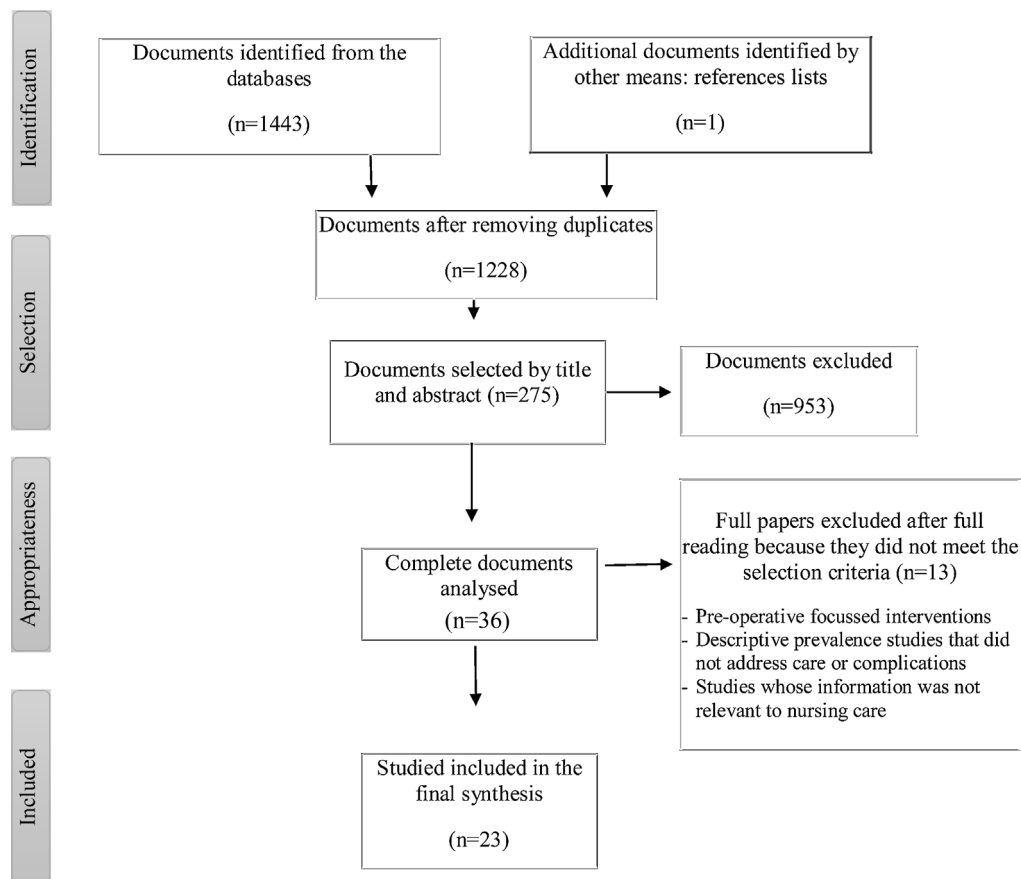 Identification
Documents identified from the
databases
(n=1443)
Additional documents identified by
other means: references lists
(n=1)
Documents after removing duplicates
(n=1228)
Selection
Documents selected by title
and abstract (n=275)
Documents excluded
(n=953)
Appropriateness
Complete documents
analysed
(n=36)
Full papers excluded after full
reading because they did not meet the
selection criteria (n=13)
- Pre-operative focussed interventions
- Descriptive prevalence studies that did
not address care or complications
- Studies whose information was not
relevant to nursing care
Included
Studied included in the
final synthesis
(n=23)